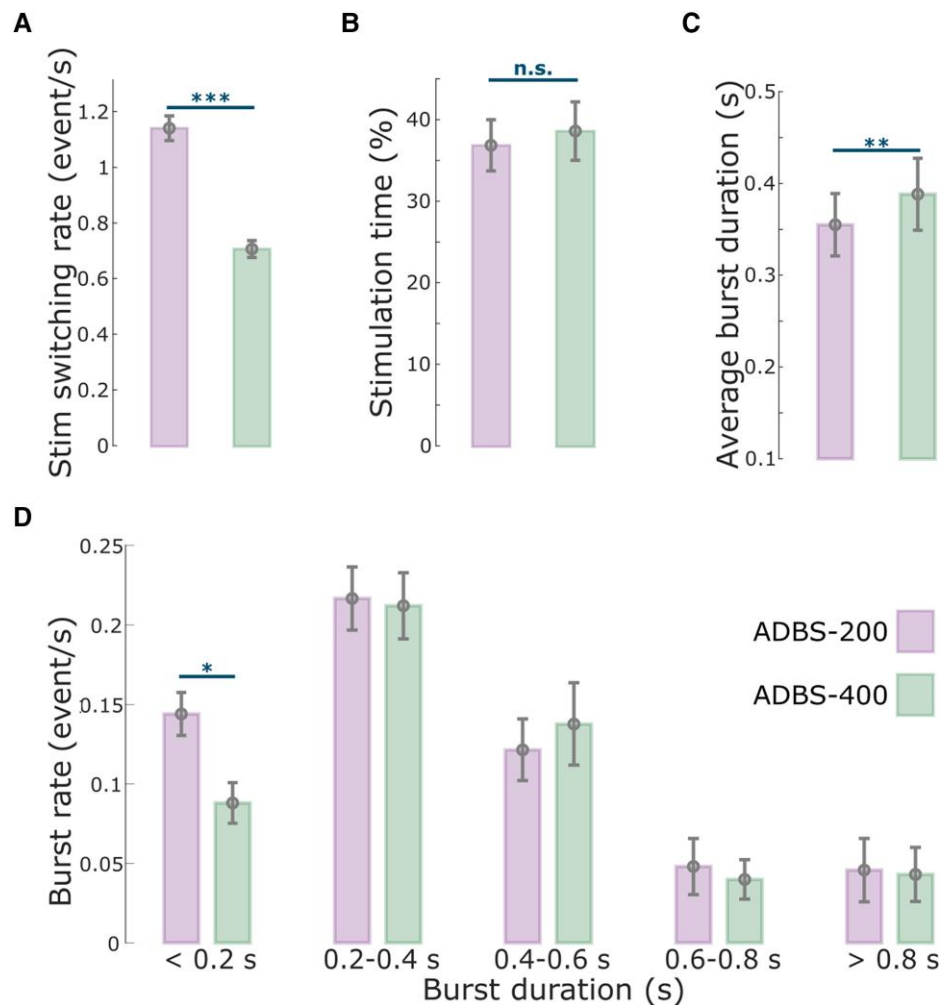 A
Stim switching rate (event/s)
1.2
1
0.8
0.6
0.4
0.2
0
***
B
Stimulation time (%)
40
30
20
10
0
n.s.
C
Average burst duration (s)
0.5
0.4
0.3
0.2
0.1
**
D
Burst rate (event/s)
0.25
0.2
0.15
0.1
0.05
0
*
ADBS-200
ADBS-400
< 0.2 s
0.2-0.4 s
0.4-0.6 s
0.6-0.8 s
> 0.8 s
Burst duration (s)